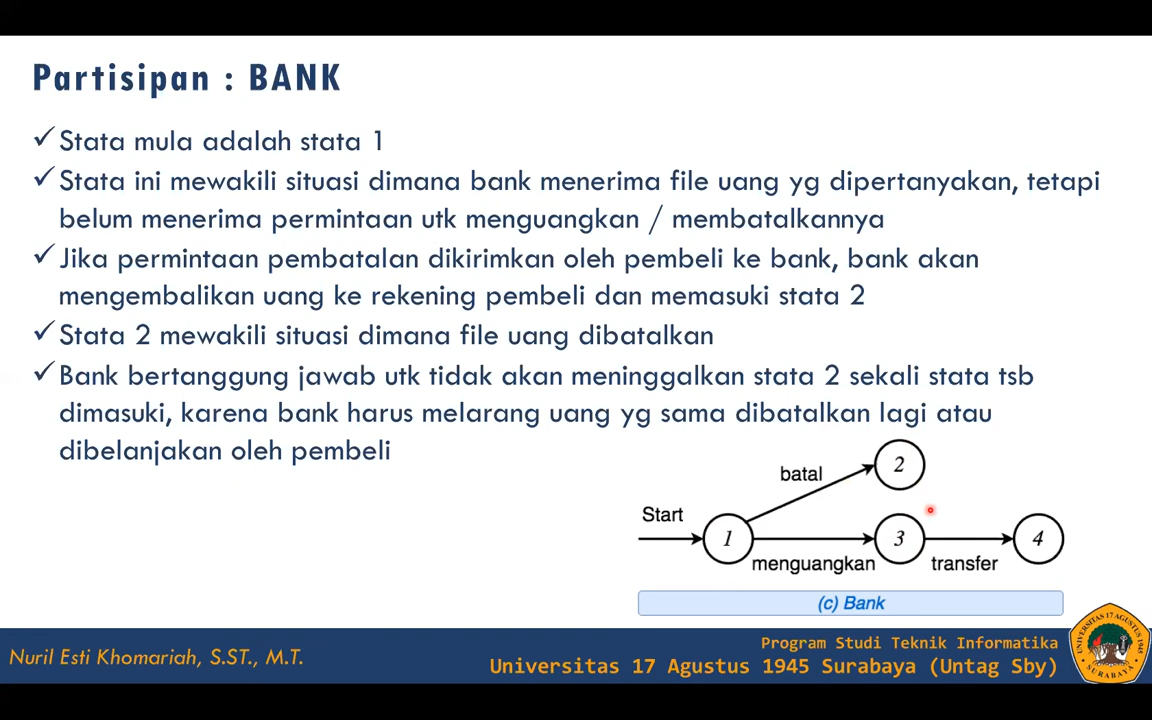 Partisipan : BANK
Stata mula adalah stata 1
Stata ini mewakili situasi dimana bank menerima file uang yg dipertanyakan, tetapi
belum menerima permintaan utk menguangkan / membatalkannya
Jika permintaan pembatalan dikirimkan oleh pembeli ke bank, bank akan
mengembalikan uang ke rekening pembeli dan memasuki stata 2
Stata 2 mewakili situasi dimana file uang dibatalkan
Bank bertanggung jawab utk tidak akan meninggalkan stata 2 sekali stata tsb
dimasuki, karena bank harus melarang uang yg sama dibatalkan lagi atau
dibelanjakan oleh pembeli
batal
2
Start
1
3
4
menguangkan
transfer
(c) Bank
Nuril Esti Khomariah, S.ST., M.T.
Program Studi Teknik Informatika
Universitas 17 Agustus 1945 Surabaya (Untag Sby)
UNIVERSITAS 17 AGUSTUS 1945
SURABAYA